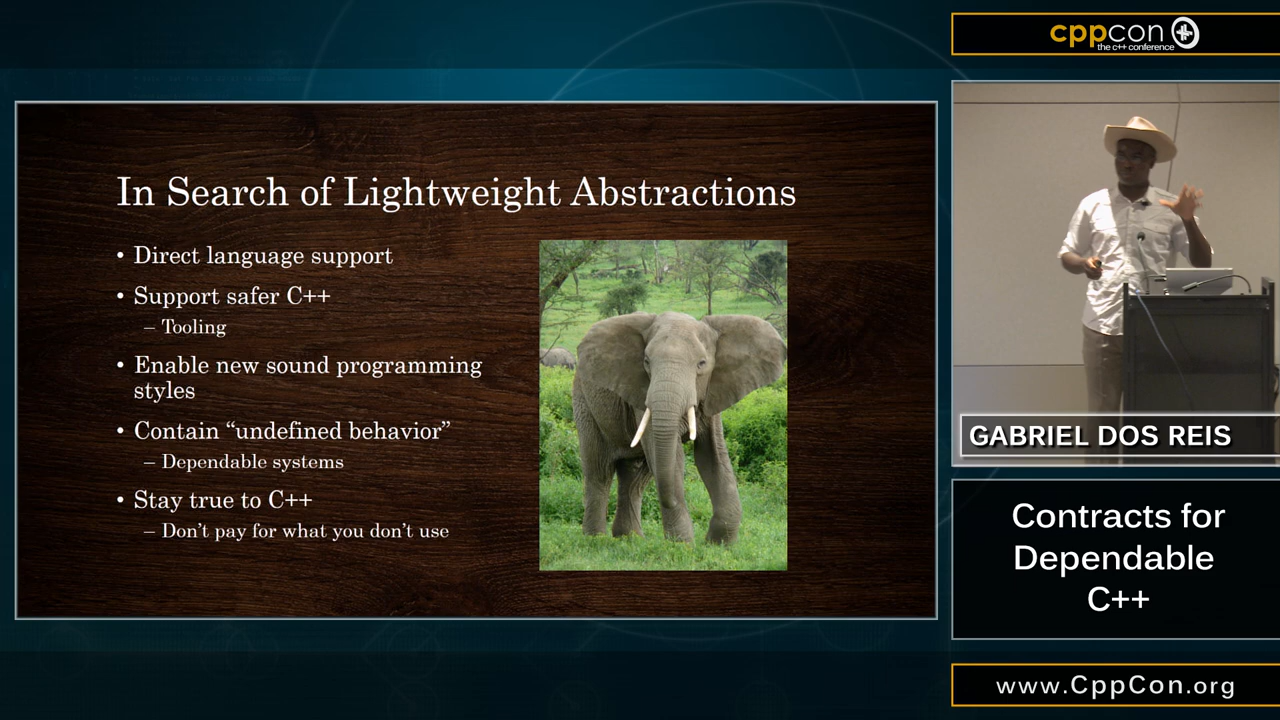 In Search of Lightweight Abstractions
• Direct language support
• Support safer C++
– Tooling
• Enable new sound programming
styles
• Contain “undefined behavior”
– Dependable systems
• Stay true to C++
– Don’t pay for what you don’t use
cppcon
the c++ conference
GABRIEL DOS REIS
Contracts for
Dependable
C++
www.CppCon.org